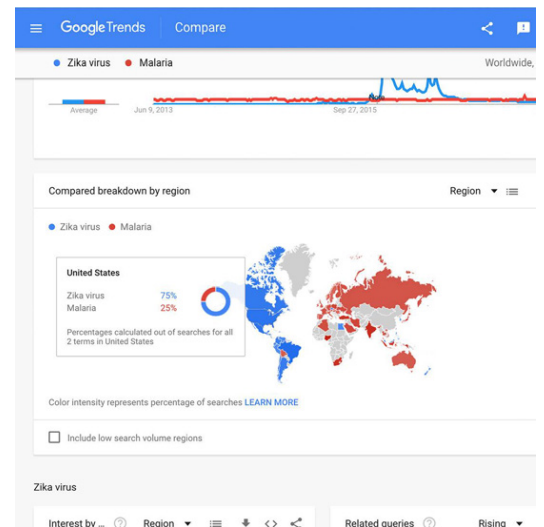 Google Trends Compare
Zika virus Malaria Worldwide,
Average Jun 9, 2013 Note Sep 27, 2015
Compared breakdown by region Region
Zika virus Malaria
United States
Zika virus 75%
Malaria 25%
Percentages calculated out of searches for all
2 terms in United States
Color intensity represents percentage of searches LEARN MORE
Include low search volume regions
Zika virus
Interest by ... Region Related queries Rising